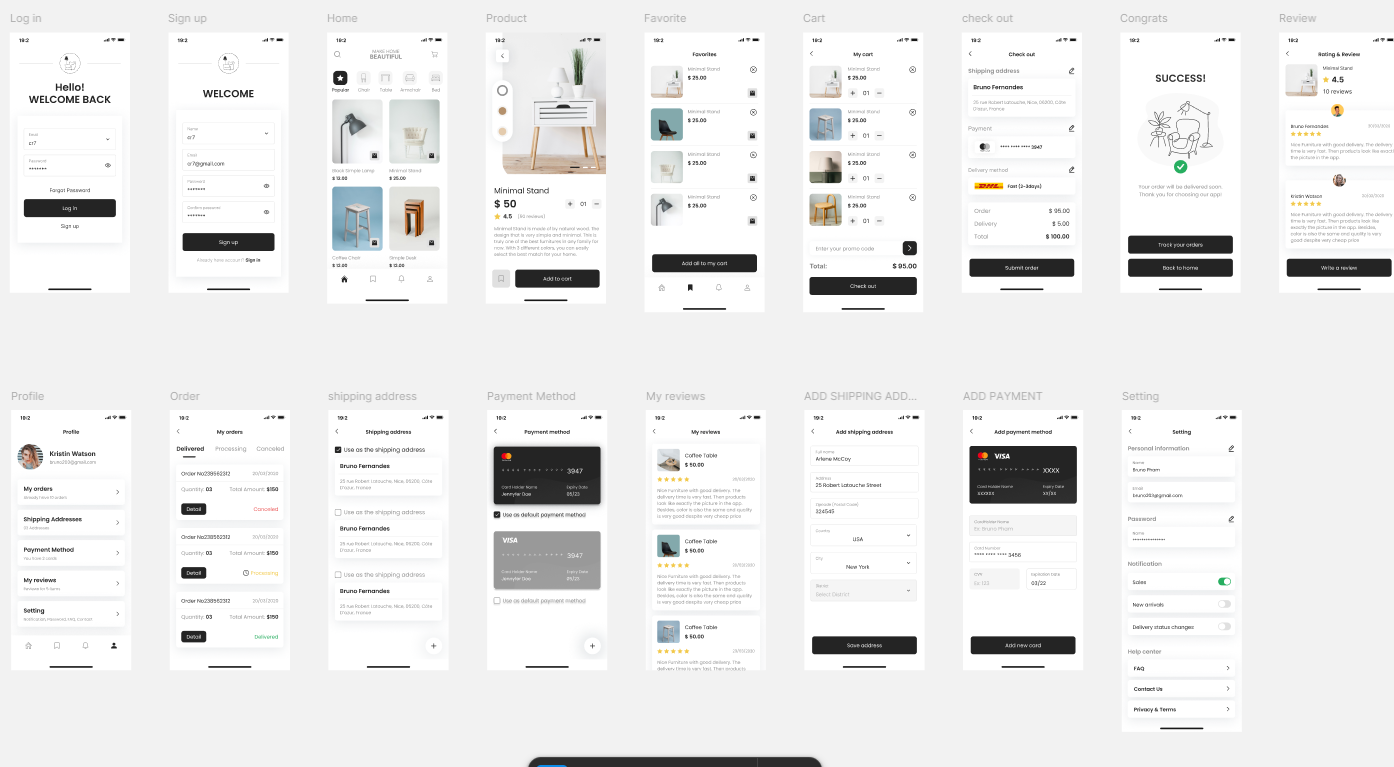 Log in
19:2
Hello!
WELCOME BACK
Email
cr7
Password
•••••••
Forgot Password
Log in
Sign up
Sign up
19:2
WELCOME
Name
cr7
Email
cr7@gmail.com
Password
•••••••
Confirm password
•••••••
Sign up
Already have account? Sign in
Home
19:2
MAKE HOME
BEAUTIFUL
Popular Chair Table Armchair Bed
Black Simple Lamp
$ 12.00
Minimal Stand
$ 25.00
Coffee Chair
$ 12.00
Simple Desk
$ 12.00
Product
19:2
Minimal Stand
$ 50
+ 01 −
4.5 (50 reviews)
Minimal Stand is made of by natural wood. The
design that is very simple and minimal. This is
truly one of the best furnitures in any family for
now. With 3 different colors, you can easily
select the best match for your home.
Add to cart
Favorite
19:2
Favorites
Minimal Stand
$ 25.00
Minimal Stand
$ 25.00
Minimal Stand
$ 25.00
Minimal Stand
$ 25.00
Add all to my cart
Cart
19:2
My cart
Minimal Stand
$ 25.00
+ 01 −
Minimal Stand
$ 25.00
+ 01 −
Minimal Stand
$ 25.00
+ 01 −
Minimal Stand
$ 25.00
+ 01 −
Enter your promo code
Total: $ 95.00
Check out
check out
19:2
Check out
Shipping address
Bruno Fernandes
25 rue Robert Latouche, Nice, 06200, Côte
D'azur, France
Payment
**** **** **** 3947
Delivery method
DHL Fast (2-3days)
Order $ 95.00
Delivery $ 5.00
Total $ 100.00
Submit order
Congrats
19:2
SUCCESS!
Your order will be delivered soon.
Thank you for choosing our app!
Track your orders
Back to home
Review
19:2
Rating & Review
Minimal Stand
4.5
10 reviews
Bruno Fernandes 20/03/2020
Nice Furniture with good delivery. The delivery
time is very fast. Then products look like exactly
the picture in the app.
Kristin Watson 20/03/2020
Nice Furniture with good delivery. The delivery
time is very fast. Then products look like
exactly the picture in the app. Besides,
color is also the same and quality is very
good despite very cheap price
Write a review
Profile
19:2
Profile
Kristin Watson
bruno203@gmail.com
My orders
Already have 10 orders
Shipping Addresses
03 Addresses
Payment Method
You have 2 cards
My reviews
Reviews for 5 items
Setting
Notification, Password, FAQ, Contact
Order
19:2
My orders
Delivered Processing Canceled
Order No238562312 20/03/2020
Quantity: 03 Total Amount: $150
Detail Canceled
Order No238562312 20/03/2020
Quantity: 03 Total Amount: $150
Detail Processing
Order No238562312 20/03/2020
Quantity: 03 Total Amount: $150
Detail Delivered
shipping address
19:2
Shipping address
Use as the shipping address
Bruno Fernandes
25 rue Robert Latouche, Nice, 06200, Côte
D'azur, France
Use as the shipping address
Bruno Fernandes
25 rue Robert Latouche, Nice, 06200, Côte
D'azur, France
Use as the shipping address
Bruno Fernandes
25 rue Robert Latouche, Nice, 06200, Côte
D'azur, France
+
Payment Method
19:2
Payment method
* * * * * * * * * * * * 3947
Card Holder Name Expiry Date
Jennyfer Doe 05/23
Use as default payment method
VISA
* * * * * * * * * * * * 3947
Card Holder Name Expiry Date
Jennyfer Doe 05/23
Use as default payment method
+
My reviews
19:2
My reviews
Coffee Table
$ 50.00
20/03/2020
Nice Furniture with good delivery. The
delivery time is very fast. Then products
look like exactly the picture in the app.
Besides, color is also the same and quality
is very good despite very cheap price
Coffee Table
$ 50.00
20/03/2020
Nice Furniture with good delivery. The
delivery time is very fast. Then products
look like exactly the picture in the app.
Besides, color is also the same and quality
is very good despite very cheap price
Coffee Table
$ 50.00
20/03/2020
Nice Furniture with good delivery. The
delivery time is very fast. Then products
ADD SHIPPING ADD...
19:2
Add shipping address
Full name
Arlene McCoy
Address
25 Robert Latouche Street
Zipcode (Postal Code)
324545
Country
USA
City
New York
District
Select District
Save address
ADD PAYMENT
19:2
Add payment method
VISA
* * * * * * * * * * * * XXXX
Card Holder Name Expiry Date
XXXXXX XX/XX
CardHolder Name
Ex: Bruno Pham
Card Number
**** **** **** 3456
CVV
Ex: 123
Expiration Date
03/22
Add new card
Setting
19:2
Setting
Personal Information
Name
Bruno Pham
Email
bruno203@gmail.com
Password
Name
****************
Notification
Sales
New arrivals
Delivery status changes
Help center
FAQ
Contact Us
Privacy & Terms